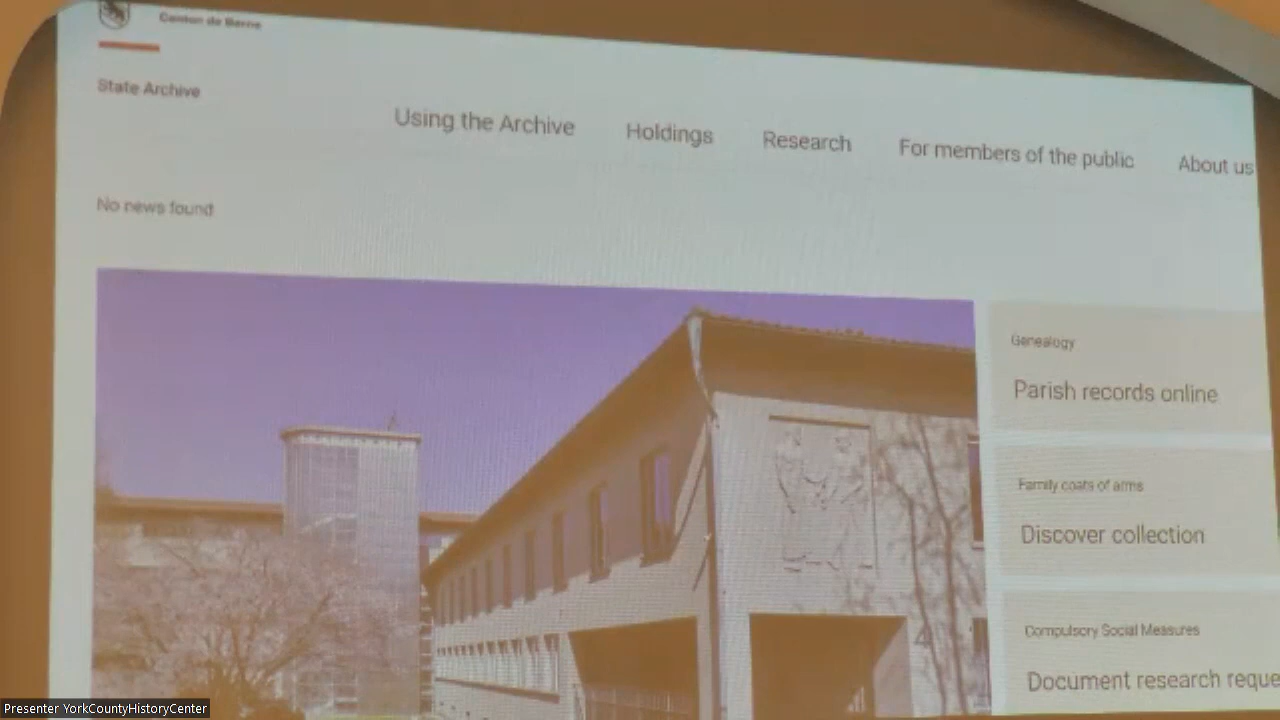 Canton de Berne
State Archive
Using the Archive
Holdings
Research
For members of the public
About us
No news found
Genealogy
Parish records online
Family coats of arms
Discover collection
Compulsory Social Measures
Document research reque
Presenter YorkCountyHistoryCenter